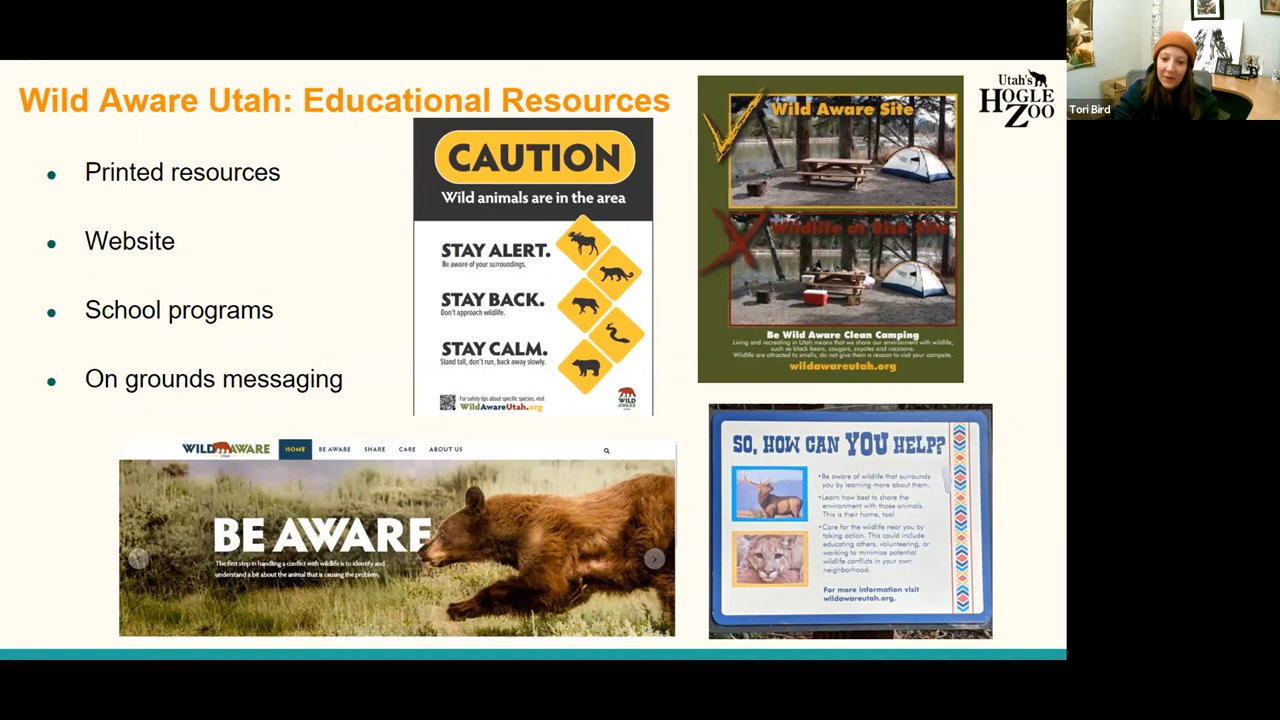 Wild Aware Utah: Educational Resources
Printed resources
Website
School programs
On grounds messaging
CAUTION
Wild animals are in the area
STAY ALERT.
Be aware of your surroundings.
STAY BACK.
Don't approach wildlife.
STAY CALM.
Stand tall, don't run, back away slowly.
For safety tips about specific species, visit
WildAwareUtah.org
WILD
AWARE
Wild Aware Site
Wildlife at Risk Site
Be Wild Aware Clean Camping
Living and recreating in Utah means that we share our environment with wildlife,
such as black bears, cougars, coyotes and raccoons.
Wildlife are attracted to smells, do not give them a reason to visit your campsite.
wildawareutah.org
Utah's
HOGLE
ZOO
Tori Bird
WILD AWARE
HOME BE AWARE SHARE CARE ABOUT US
BE AWARE
The first step in handling a conflict with wildlife is to identify and
understand a bit about the animal that is causing the problem.
SO, HOW CAN YOU HELP?
•Be aware of wildlife that surrounds
you by learning more about them.
•Learn how best to share the
environment with those animals.
This is their home, too!
•Care for the wildlife near you by
taking action. This could include
educating others, volunteering, or
working to minimize potential
wildlife conflicts in your own
neighborhood.
For more information visit
wildawareutah.org.